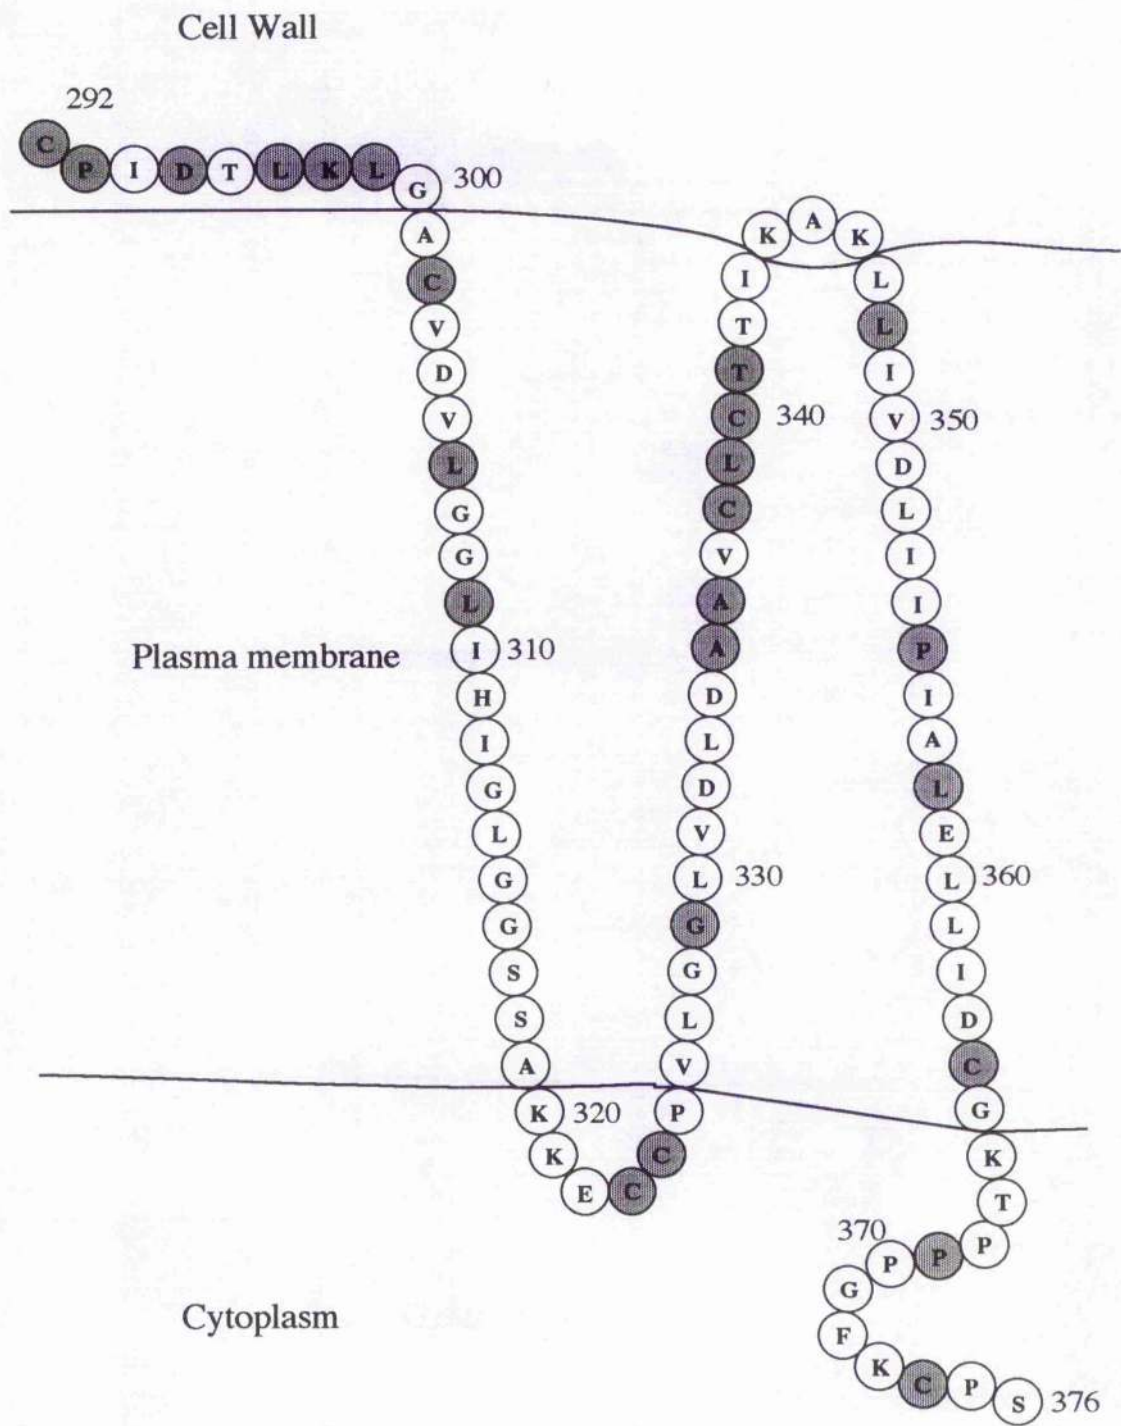 Cell Wall
292
C P I D T L K L G 300
A
C
V
D
V
L
G
G
L
I 310
H
I
G
L
G
G
S
S
A
K 320
K
E
C
C
P
V
L
G
G
L 330
V
D
L
D
A
A
V
C
L
C 340
T
T
I
K
A
K
L
L
I
V 350
D
L
I
I
P
I
A
L
E
L 360
L
I
D
C
G
K
T
P
P
P 370
G
F
K
C
P
S 376
Plasma membrane
Cytoplasm